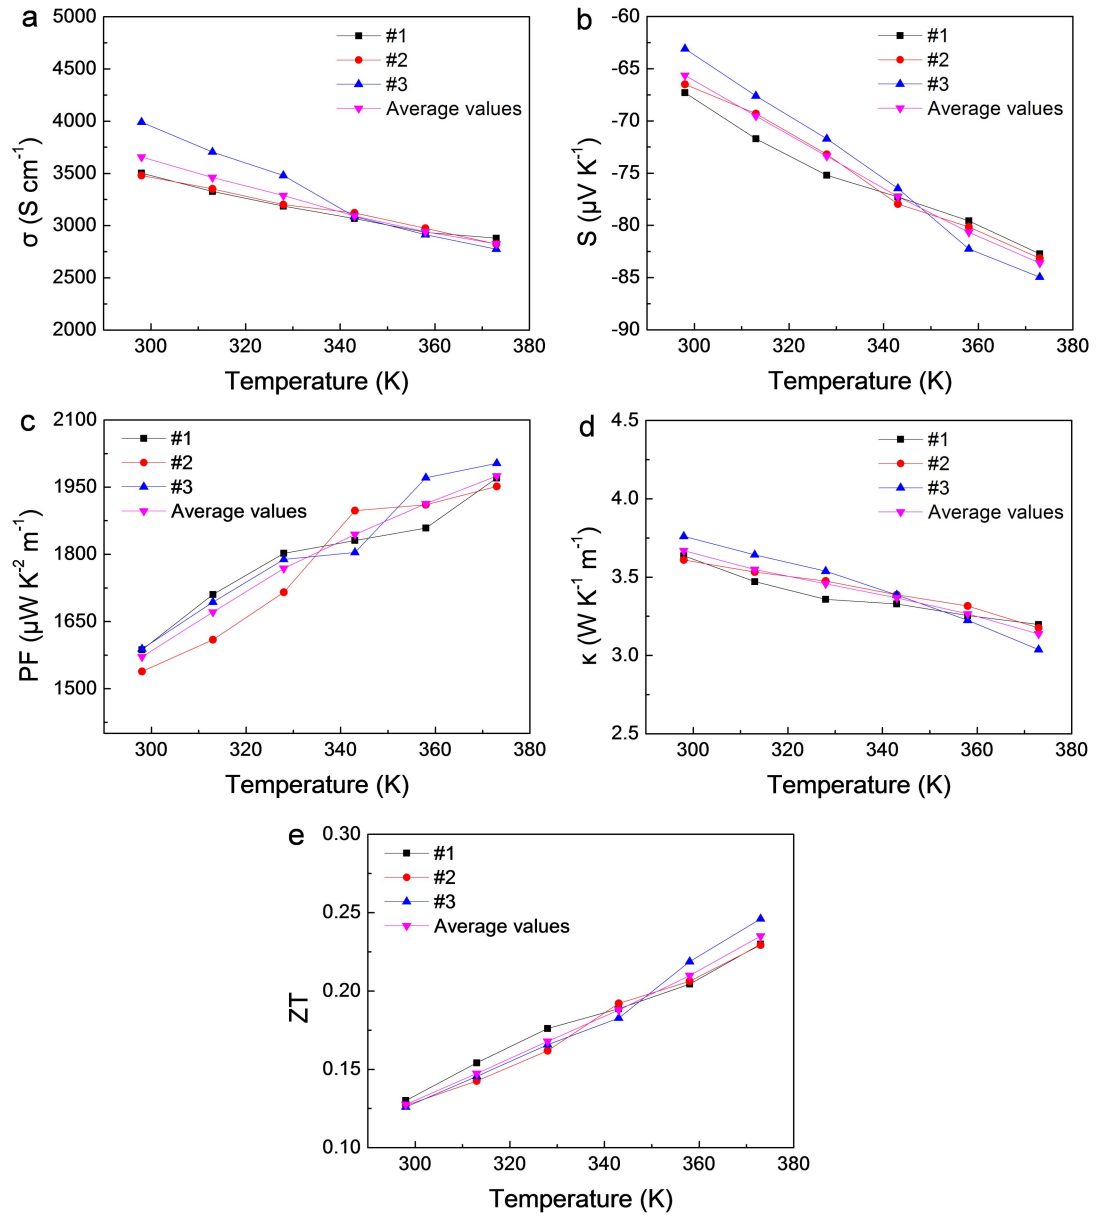 a
5000
4500
4000
3500
3000
2500
2000
σ (S cm⁻¹)
#1
#2
#3
Average values
300 320 340 360 380
Temperature (K)
b
-60
-65
-70
-75
-80
-85
-90
S (μV K⁻¹)
#1
#2
#3
Average values
300 320 340 360 380
Temperature (K)
c
2100
1950
1800
1650
1500
PF (μW K⁻² m⁻¹)
#1
#2
#3
Average values
300 320 340 360 380
Temperature (K)
d
4.5
4.0
3.5
3.0
2.5
κ (W K⁻¹ m⁻¹)
#1
#2
#3
Average values
300 320 340 360 380
Temperature (K)
e
0.30
0.25
0.20
0.15
0.10
ZT
#1
#2
#3
Average values
300 320 340 360 380
Temperature (K)